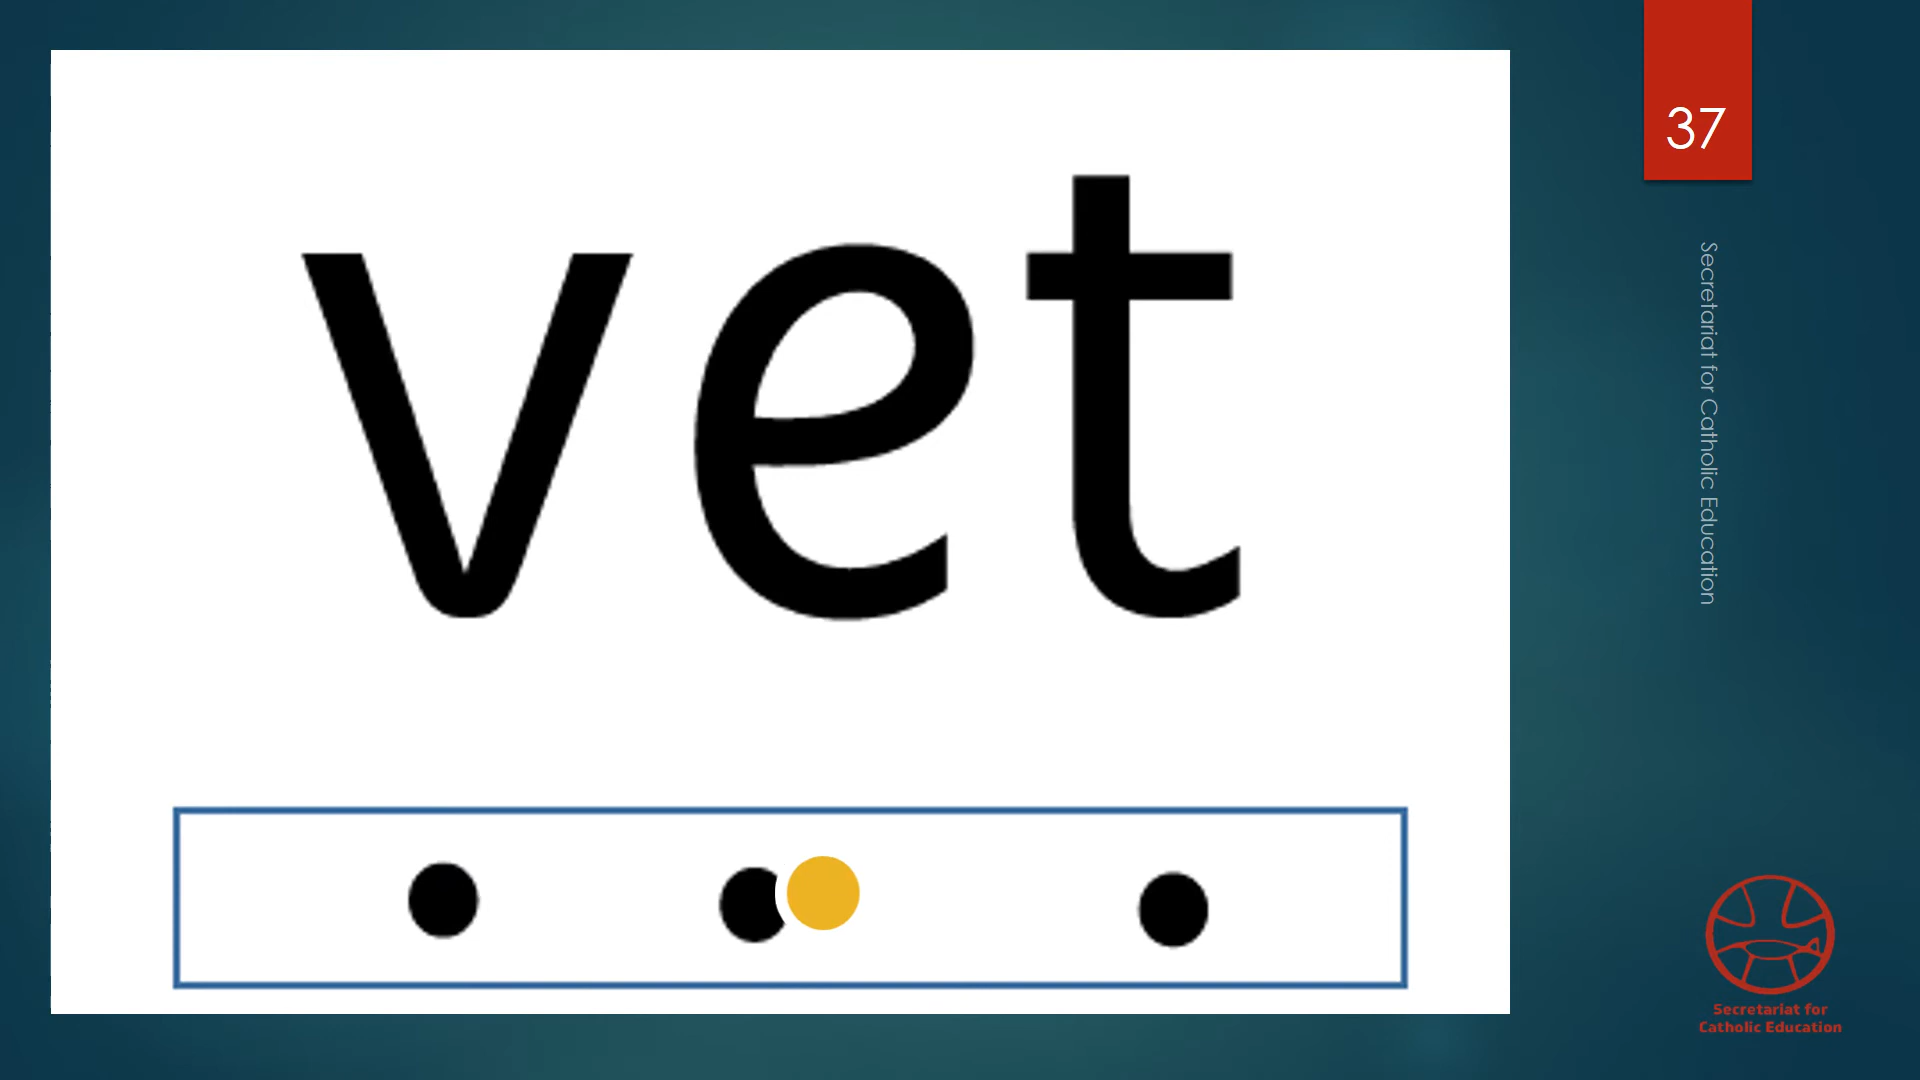 vet
37
Secretariat for Catholic Education
Secretariat for
Catholic Education